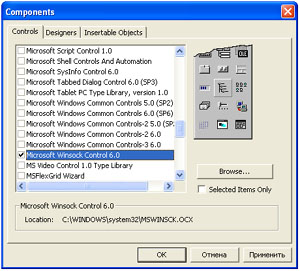 Components
Controls Designers Insertable Objects
Microsoft Script Control 1.0
Microsoft Shell Controls And Automation
Microsoft SysInfo Control 6.0
Microsoft Tabbed Dialog Control 6.0 (SP3)
Microsoft Tablet PC Type Library, version 1.0
Microsoft Windows Common Controls 5.0 (SP2)
Microsoft Windows Common Controls 6.0 (SP6)
Microsoft Windows Common Controls-2 5.0 (SP
Microsoft Windows Common Controls-2 6.0
Microsoft Windows Common Controls-3 6.0
Microsoft Winsock Control 6.0
MS Video Control 1.0 Type Library
MSFlexGrid Wizard
Browse...
Selected Items Only
Microsoft Winsock Control 6.0
Location: C:\WINDOWS\system32\MSWINSCK.OCX
OK Отмена Применить